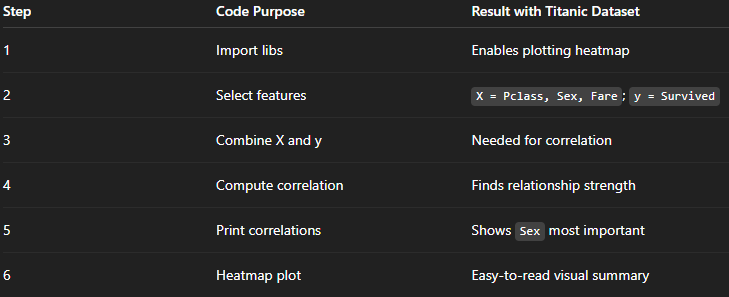 Step Code Purpose Result with Titanic Dataset
1 Import libs Enables plotting heatmap
2 Select features X = Pclass, Sex, Fare; y = Survived
3 Combine X and y Needed for correlation
4 Compute correlation Finds relationship strength
5 Print correlations Shows Sex most important
6 Heatmap plot Easy-to-read visual summary